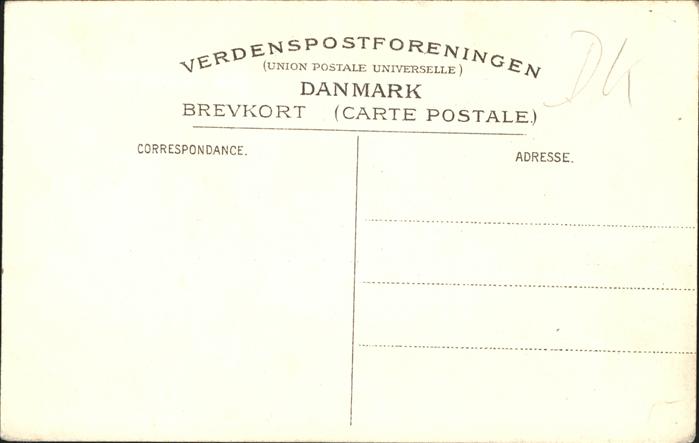 VERDENSPOSTFORENINGEN
(UNION POSTALE UNIVERSELLE)
DANMARK
BREVKORT (CARTE POSTALE.)
CORRESPONDANCE.
ADRESSE.
DK